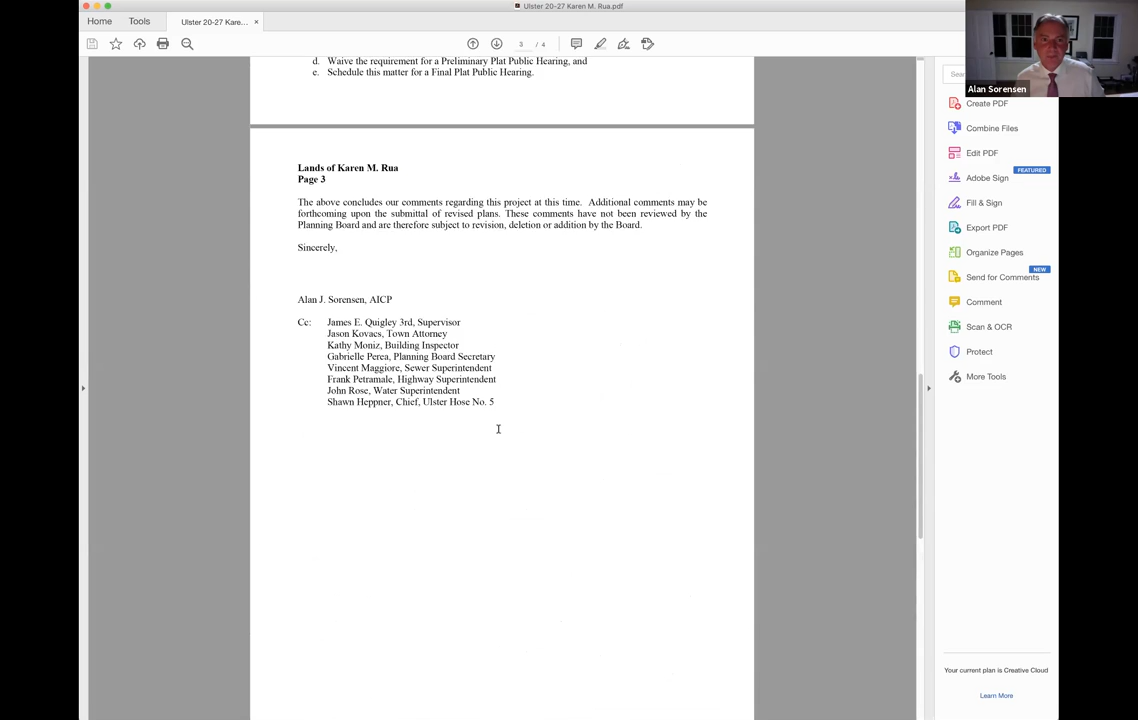 Ulster 20-27 Karen M. Rua.pdf
Home
Tools
Ulster 20-27 Kare...
3 / 4
Alan Sorensen
Sear
d. Waive the requirement for a Preliminary Plat Public Hearing, and
e. Schedule this matter for a Final Plat Public Hearing.
Lands of Karen M. Rua
Page 3
The above concludes our comments regarding this project at this time. Additional comments may be
forthcoming upon the submittal of revised plans. These comments have not been reviewed by the
Planning Board and are therefore subject to revision, deletion or addition by the Board.
Sincerely,
Alan J. Sorensen, AICP
Cc: James E. Quigley 3rd, Supervisor
Jason Kovacs, Town Attorney
Kathy Moniz, Building Inspector
Gabrielle Perea, Planning Board Secretary
Vincent Maggiore, Sewer Superintendent
Frank Petramale, Highway Superintendent
John Rose, Water Superintendent
Shawn Heppner, Chief, Ulster Hose No. 5
Create PDF
Combine Files
Edit PDF
FEATURED
Adobe Sign
Fill & Sign
Export PDF
Organize Pages
NEW
Send for Comments
Comment
Scan & OCR
Protect
More Tools
Your current plan is Creative Cloud
Learn More